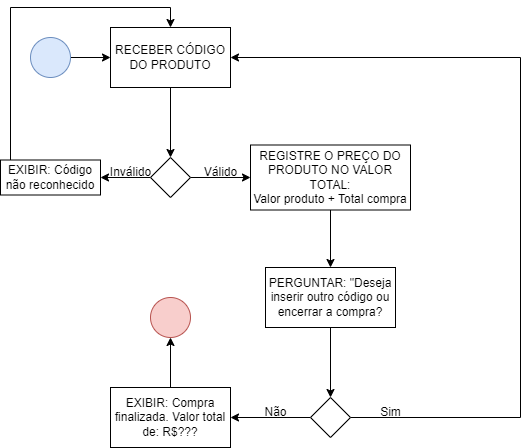 RECEBER CÓDIGO
DO PRODUTO
EXIBIR: Código
não reconhecido
Inválido
Válido
REGISTRE O PREÇO DO
PRODUTO NO VALOR
TOTAL:
Valor produto + Total compra
PERGUNTAR: "Deseja
inserir outro código ou
encerrar a compra?
EXIBIR: Compra
finalizada. Valor total
de: R$???
Não
Sim